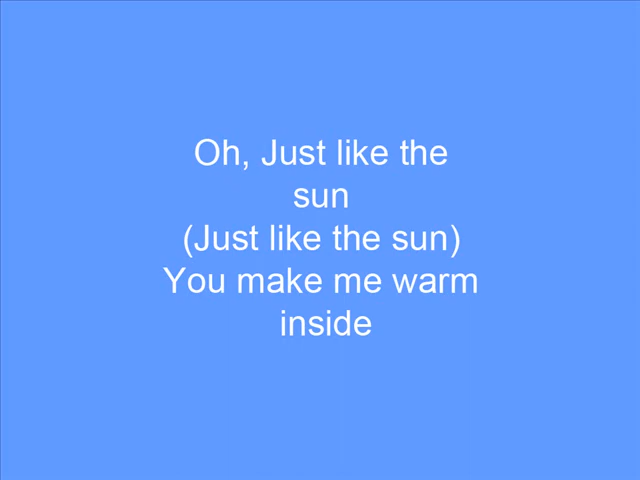 Oh, Just like the
sun
(Just like the sun)
You make me warm
inside